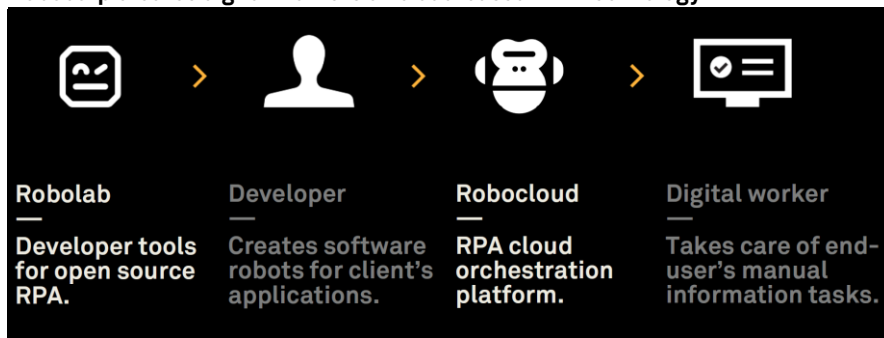 Robolab
Developer tools
for open source
RPA.
Developer
Creates software
robots for client's
applications.
Robocloud
RPA cloud
orchestration
platform.
Digital worker
Takes care of end-
user's manual
information tasks.